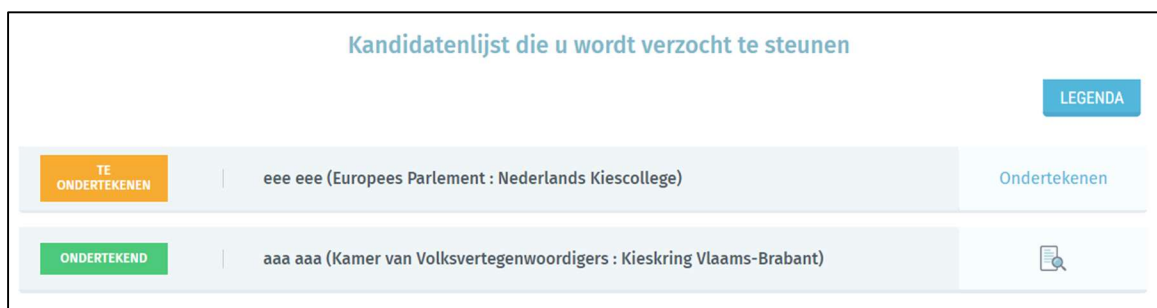 Kandidatenlijst die u wordt verzocht te steunen
LEGENDA
TE
ONDERTEKENEN
eee eee (Europees Parlement : Nederlands Kiescollege)
Ondertekenen
ONDERTEKEND
aaa aaa (Kamer van Volksvertegenwoordigers : Kieskring Vlaams-Brabant)